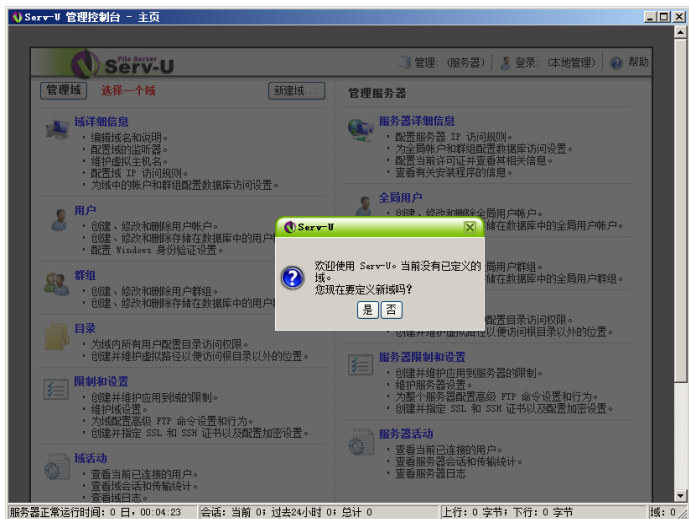 Serv-U 管理控制台 - 主页
File Server
Serv-U
管理: (服务器)
登录: (本地管理)
帮助
管理域
选择一个域
新建域...
域详细信息
· 编辑域名和说明。
· 配置域的监听器。
· 维护虚拟主机名。
· 配置域 IP 访问规则。
· 为域中的帐户和群组配置数据库访问设置。
用户
· 创建、修改和删除用户帐户。
· 创建、修改和删除存储在数据库中的用户
· 配置 Windows 身份验证设置。
群组
· 创建、修改和删除用户群组。
· 创建、修改和删除存储在数据库中的用户
目录
· 为域内所有用户配置目录访问权限。
· 创建并维护虚拟路径以便访问根目录以外的位置。
限制和设置
· 创建并维护应用到域的限制。
· 维护域设置。
· 为域配置高级 FTP 命令设置和行为。
· 创建并指定 SSL 和 SSH 证书以及配置加密设置。
域活动
· 查看当前已连接的用户。
· 查看域会话和传输统计。
· 查看域日志。
管理服务器
服务器详细信息
· 配置服务器 IP 访问规则。
· 为全局帐户和群组配置数据库访问设置。
· 配置当前许可证并查看其相关信息。
· 查看有关安装程序的信息。
全局用户
· 创建、修改和删除全局用户帐户。
储在数据库中的全局用户帐户。
局用户群组。
储在数据库中的全局用户群组。
配置目录访问权限。
· 创建并维护虚拟路径以便访问根目录以外的位置。
服务器限制和设置
· 创建并维护应用到服务器的限制。
· 维护服务器设置。
· 为整个服务器配置高级 FTP 命令设置和行为。
· 创建并指定 SSL 和 SSH 证书以及配置加密设置。
服务器活动
· 查看当前已连接的用户。
· 查看服务器会话和传输统计。
· 查看服务器日志
Serv-U
欢迎使用 Serv-U。当前没有已定义的
域。
您现在要定义新域吗?
是
否
服务器正常运行时间: 0 日, 00:04:23
会话: 当前 0; 过去24小时 0; 总计 0
上行: 0 字节; 下行: 0 字节
域: 0